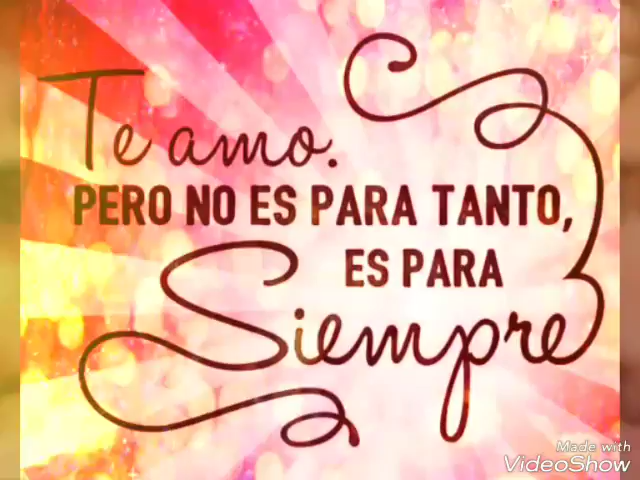 Te amo.
PERO NO ES PARA TANTO,
ES PARA
Siempre
Made with
VideoShow